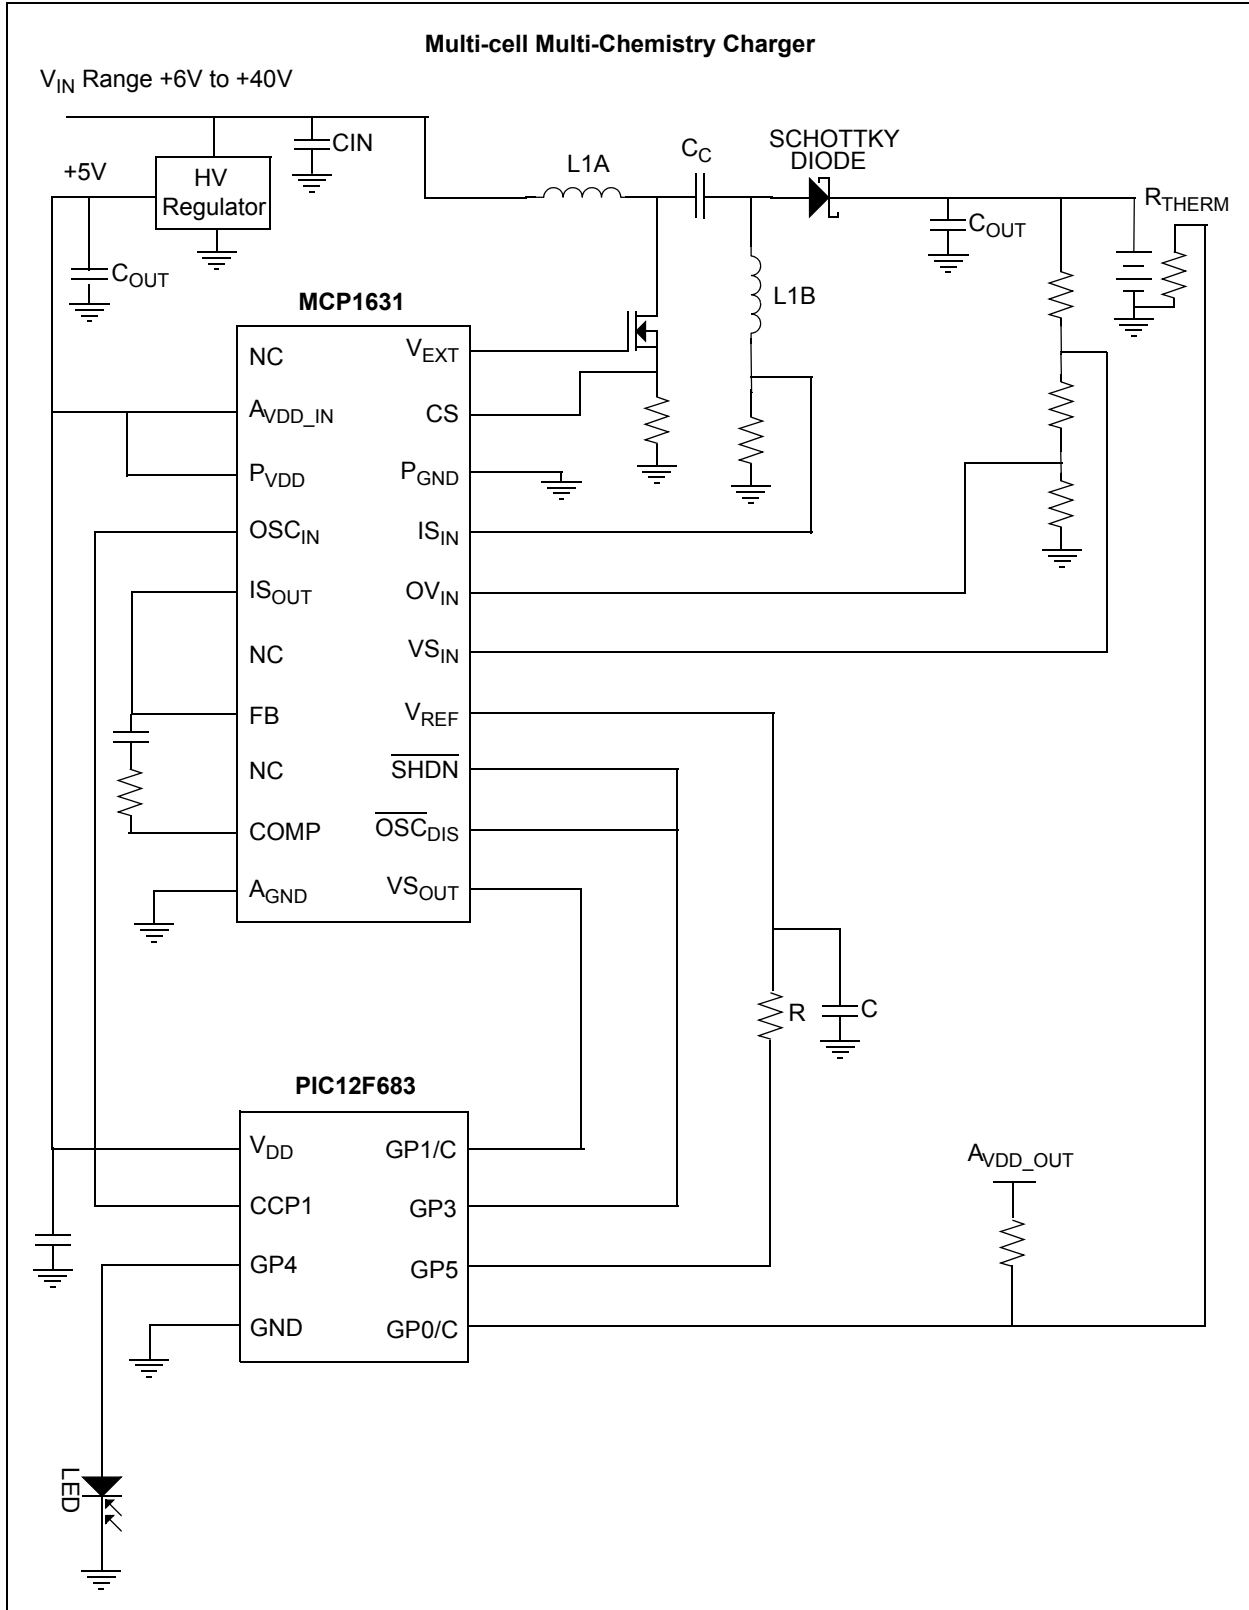 Multi-cell Multi-Chemistry Charger
VIN Range +6V to +40V
CIN
SCHOTTKY
DIODE
CC
L1A
+5V
HV
Regulator
RTHERM
COUT
COUT
L1B
MCP1631
NC
VEXT
AVDD_IN
CS
PVDD
PGND
OSCIN
ISIN
ISOUT
OVIN
NC
VSIN
FB
VREF
NC
SHDN
COMP
OSCDIS
AGND
VSOUT
R
C
PIC12F683
VDD
GP1/C
AVDD_OUT
CCP1
GP3
GP4
GP5
GND
GP0/C
LED